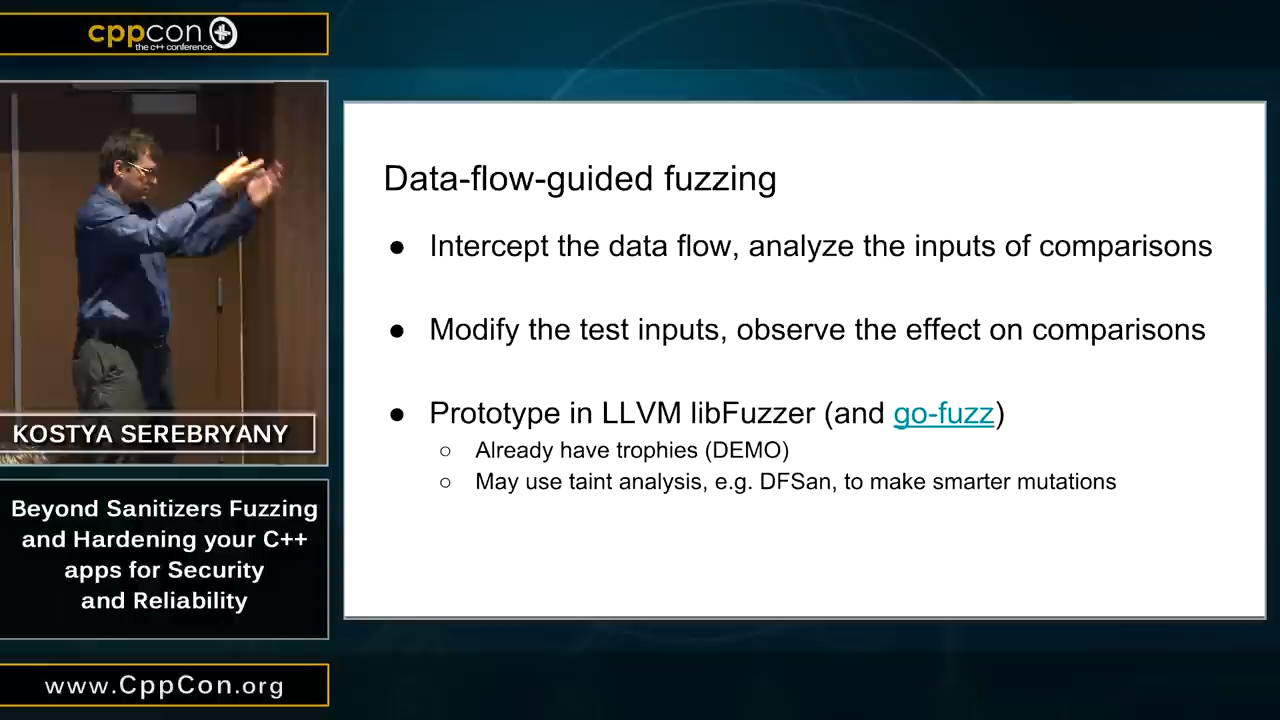 cppcon
the c++ conference
KOSTYA SEREBRYANY
Beyond Sanitizers Fuzzing
and Hardening your C++
apps for Security
and Reliability
www.CppCon.org
Data-flow-guided fuzzing
● Intercept the data flow, analyze the inputs of comparisons
● Modify the test inputs, observe the effect on comparisons
● Prototype in LLVM libFuzzer (and go-fuzz)
○ Already have trophies (DEMO)
○ May use taint analysis, e.g. DFSan, to make smarter mutations